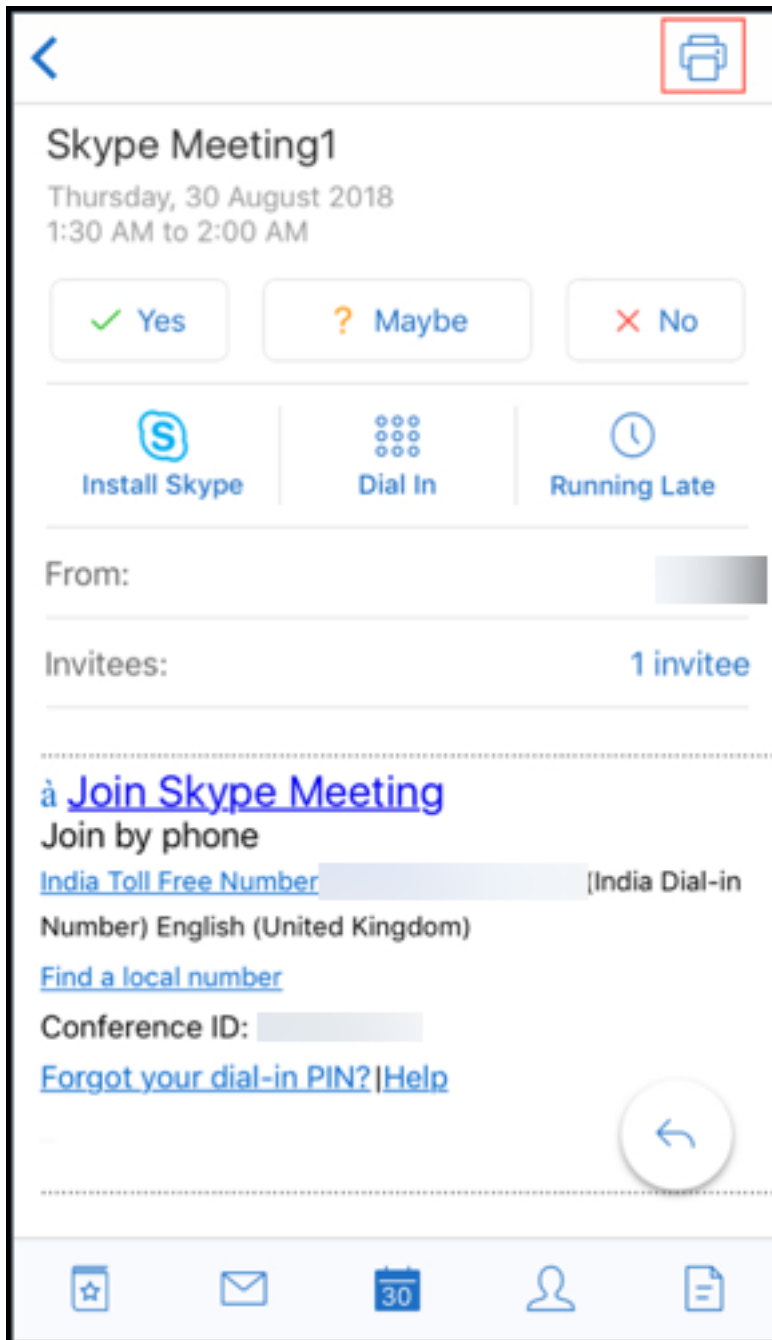 Skype Meeting1
Thursday, 30 August 2018
1:30 AM to 2:00 AM
Yes
? Maybe
No
S
Install Skype
Dial In
Running Late
From:
Invitees: 1 invitee
à Join Skype Meeting
Join by phone
India Toll Free Number (India Dial-in
Number) English (United Kingdom)
Find a local number
Conference ID:
Forgot your dial-in PIN?|Help
30